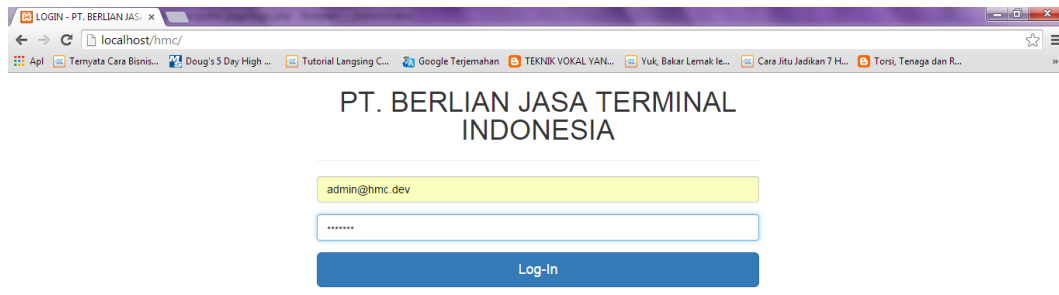 LOGIN - PT. BERLIAN JAS
localhost/hmc/
Apl Ternyata Cara Bisnis... Doug's 5 Day High ... Tutorial Langsing C... Google Terjemahan TEKNIK VOKAL YAN... Yuk, Bakar Lemak le... Cara Jitu Jadikan 7 H... Torsi, Tenaga dan R... »
PT. BERLIAN JASA TERMINAL
INDONESIA
admin@hmc.dev
•••••••
Log-In